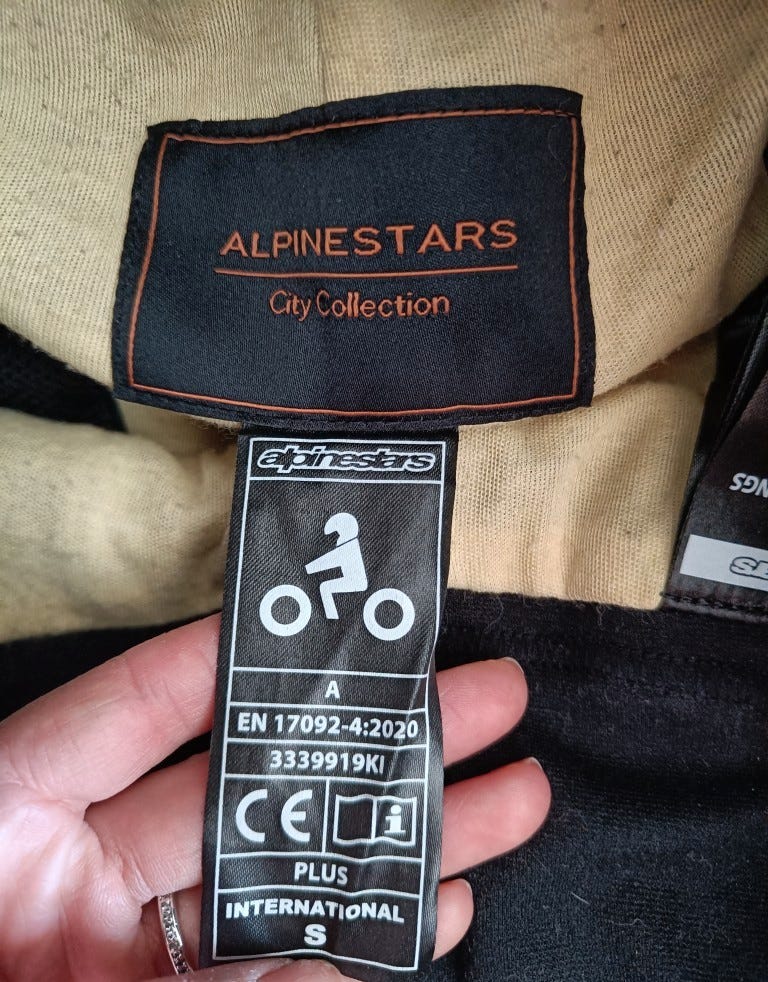 ALPINESTARS
City Collection
alpinestars
A
EN 17092-4:2020
3339919KI
CE
i
PLUS
INTERNATIONAL
S